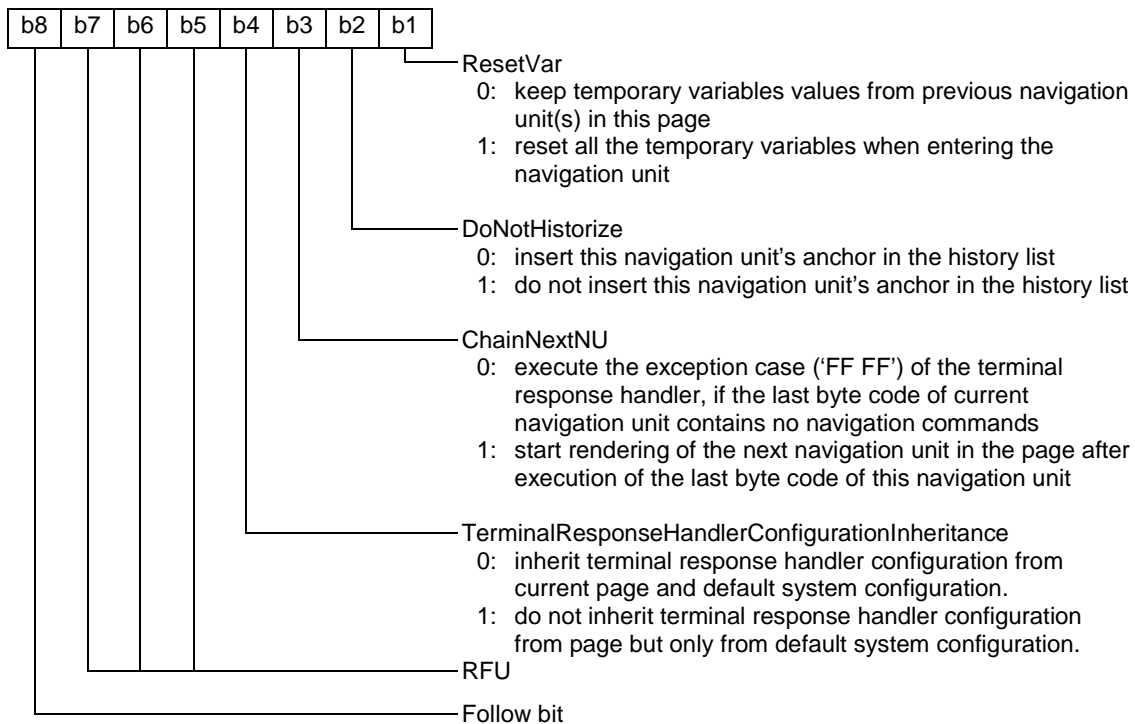 b8 b7 b6 b5 b4 b3 b2 b1
ResetVar
0: keep temporary variables values from previous navigation
unit(s) in this page
1: reset all the temporary variables when entering the
navigation unit
DoNotHistorize
0: insert this navigation unit’s anchor in the history list
1: do not insert this navigation unit’s anchor in the history list
ChainNextNU
0: execute the exception case (‘FF FF’) of the terminal
response handler, if the last byte code of current
navigation unit contains no navigation commands
1: start rendering of the next navigation unit in the page after
execution of the last byte code of this navigation unit
TerminalResponseHandlerConfigurationInheritance
0: inherit terminal response handler configuration from
current page and default system configuration.
1: do not inherit terminal response handler configuration
from page but only from default system configuration.
RFU
Follow bit